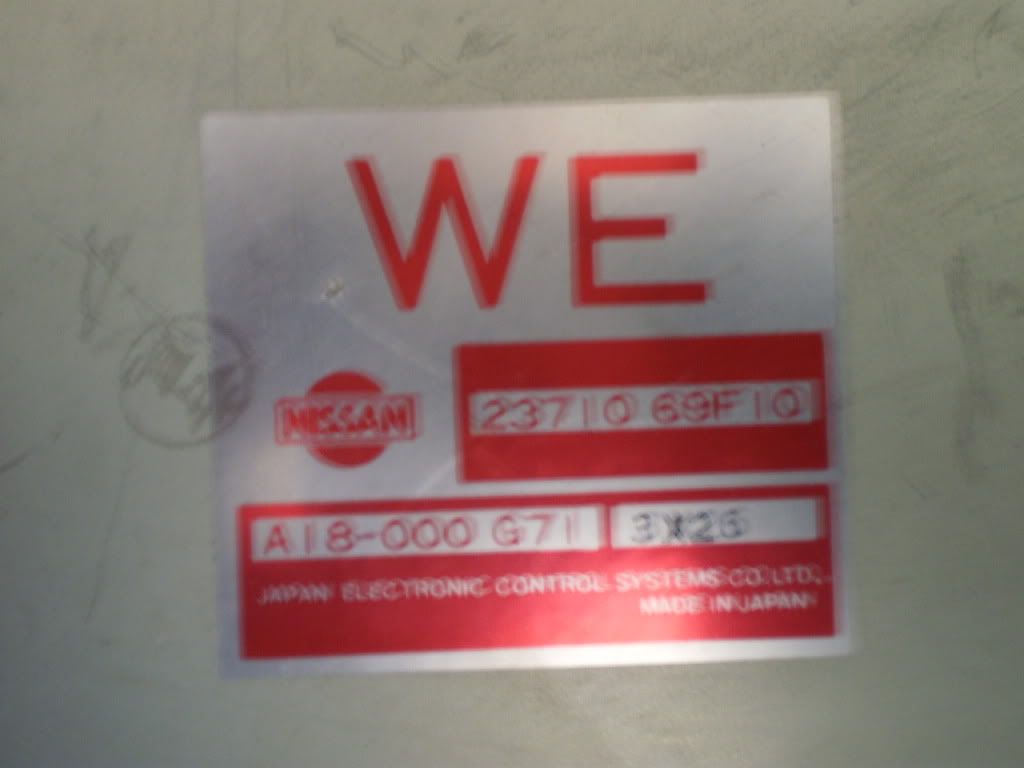 WE
NISSAN
23710 69F10
A18-000 G71 3X26
JAPAN ELECTRONIC CONTROL SYSTEMS CO.LTD.
MADE IN JAPAN